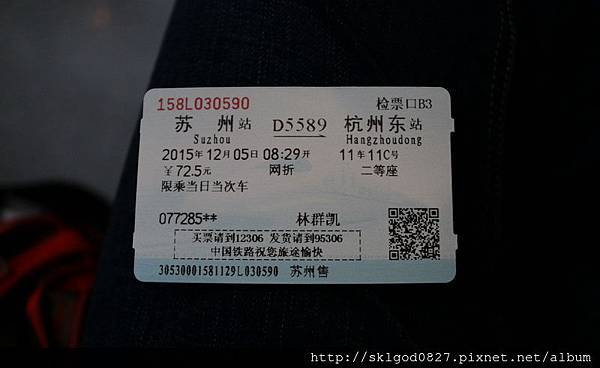 158L030590 检票口B3
苏 州站 D5589 杭州东站
Suzhou Hangzhoudong
2015年12月05日 08:29开 11车11C号
￥72.5元 网折 二等座
限乘当日当次车
077285** 林群凯
买票请到12306 发货请到95306
中国铁路祝您旅途愉快
30530001581129L030590 苏州售
http://sklgod0827.pixnet.net/album